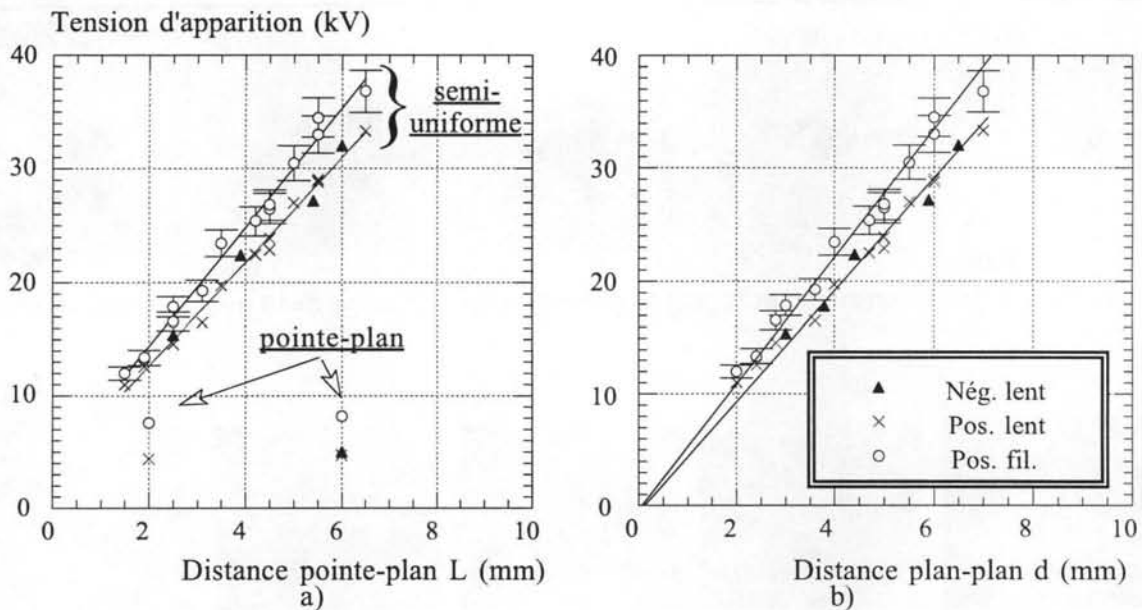 Tension d'apparition (kV)
40
30
20
10
0
2
4
6
8
10
semi-
uniforme
pointe-plan
Distance pointe-plan L (mm)
a)
40
30
20
10
0
0
2
4
6
8
10
Nég. lent
Pos. lent
Pos. fil.
Distance plan-plan d (mm)
b)